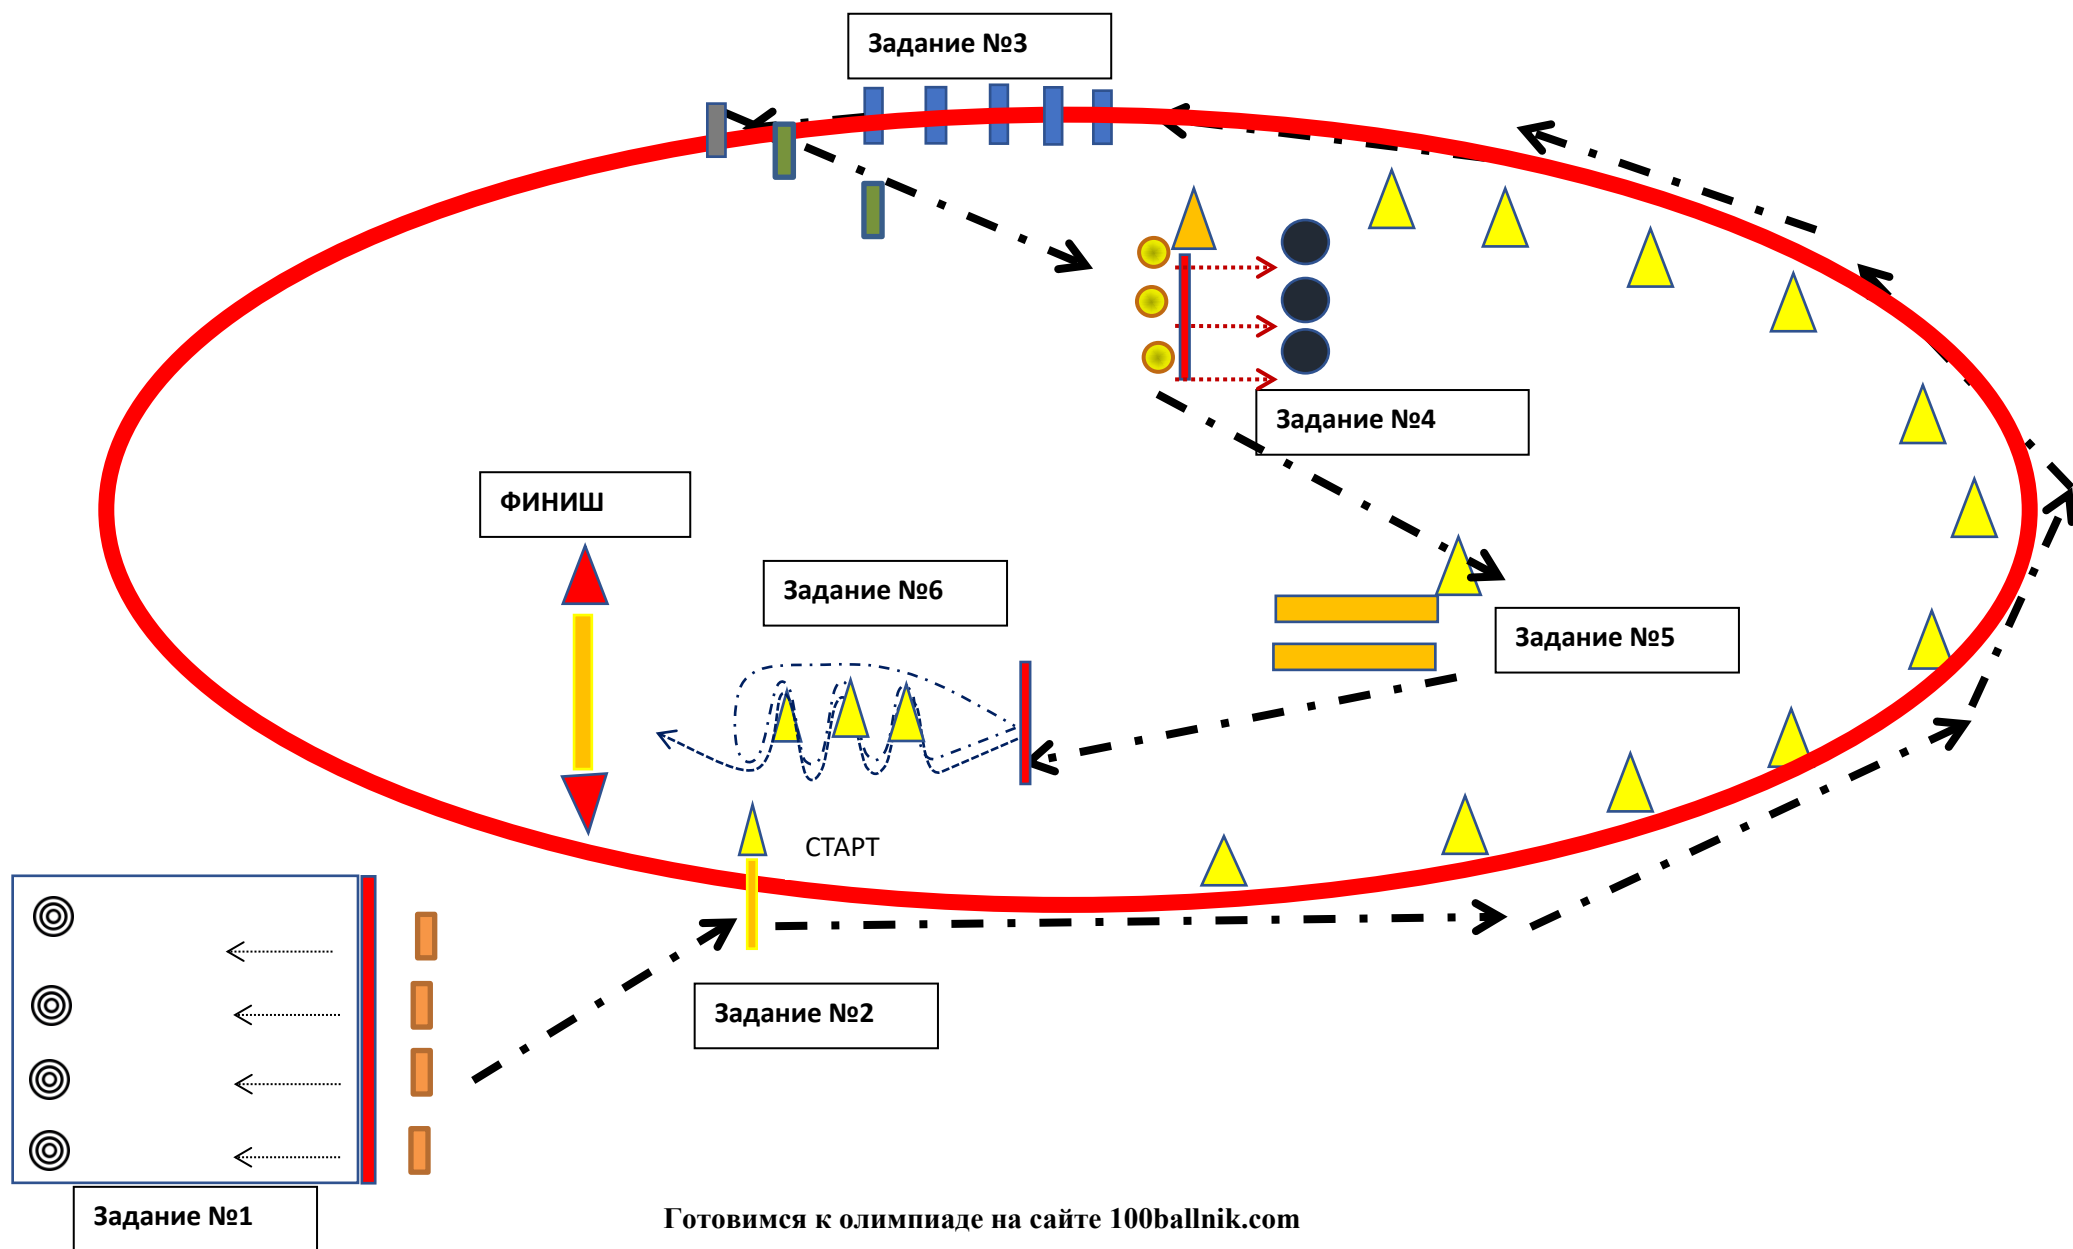 Задание №3
Задание №4
ФИНИШ
Задание №6
Задание №5
СТАРТ
Задание №2
Задание №1
Готовимся к олимпиаде на сайте 100ballnik.com